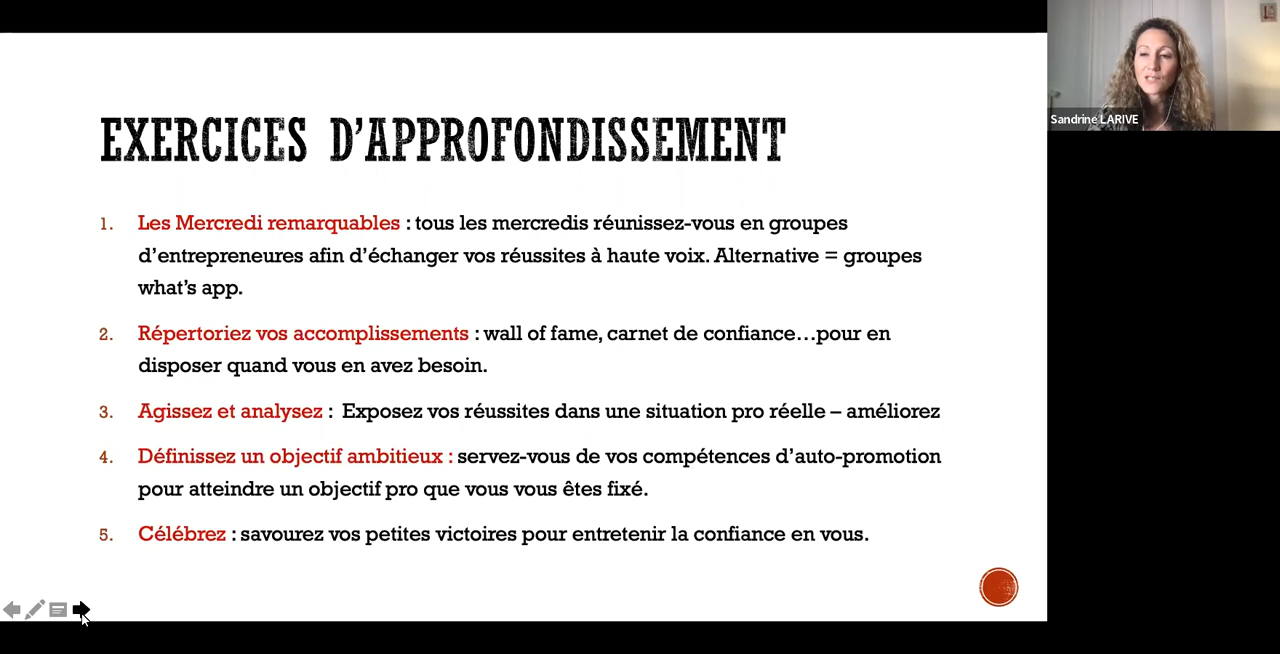 EXERCICES D'APPROFONDISSEMENT
1. Les Mercredi remarquables : tous les mercredis réunissez-vous en groupes
d'entrepreneures afin d'échanger vos réussites à haute voix. Alternative = groupes
what's app.
2. Répertoriez vos accomplissements : wall of fame, carnet de confiance…pour en
disposer quand vous en avez besoin.
3. Agissez et analysez : Exposez vos réussites dans une situation pro réelle – améliorez
4. Définissez un objectif ambitieux : servez-vous de vos compétences d'auto-promotion
pour atteindre un objectif pro que vous vous êtes fixé.
5. Célébrez : savourez vos petites victoires pour entretenir la confiance en vous.
Sandrine LARIVE